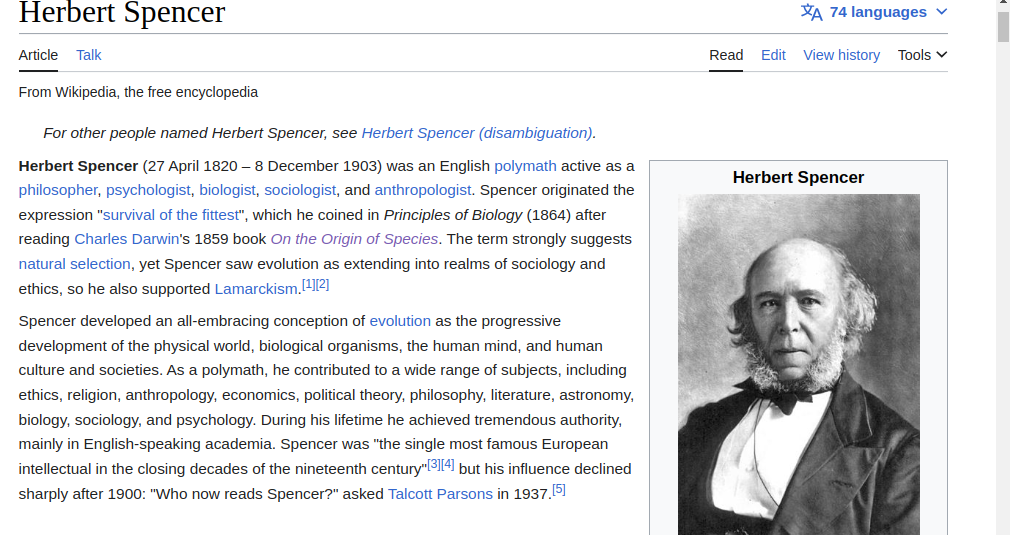 Herbert Spencer
74 languages
Article Talk
Read Edit View history Tools
From Wikipedia, the free encyclopedia
For other people named Herbert Spencer, see Herbert Spencer (disambiguation).
Herbert Spencer (27 April 1820 – 8 December 1903) was an English polymath active as a
philosopher, psychologist, biologist, sociologist, and anthropologist. Spencer originated the
expression "survival of the fittest", which he coined in Principles of Biology (1864) after
reading Charles Darwin's 1859 book On the Origin of Species. The term strongly suggests
natural selection, yet Spencer saw evolution as extending into realms of sociology and
ethics, so he also supported Lamarckism.[1][2]
Spencer developed an all-embracing conception of evolution as the progressive
development of the physical world, biological organisms, the human mind, and human
culture and societies. As a polymath, he contributed to a wide range of subjects, including
ethics, religion, anthropology, economics, political theory, philosophy, literature, astronomy,
biology, sociology, and psychology. During his lifetime he achieved tremendous authority,
mainly in English-speaking academia. Spencer was "the single most famous European
intellectual in the closing decades of the nineteenth century"[3][4] but his influence declined
sharply after 1900: "Who now reads Spencer?" asked Talcott Parsons in 1937.[5]
Herbert Spencer